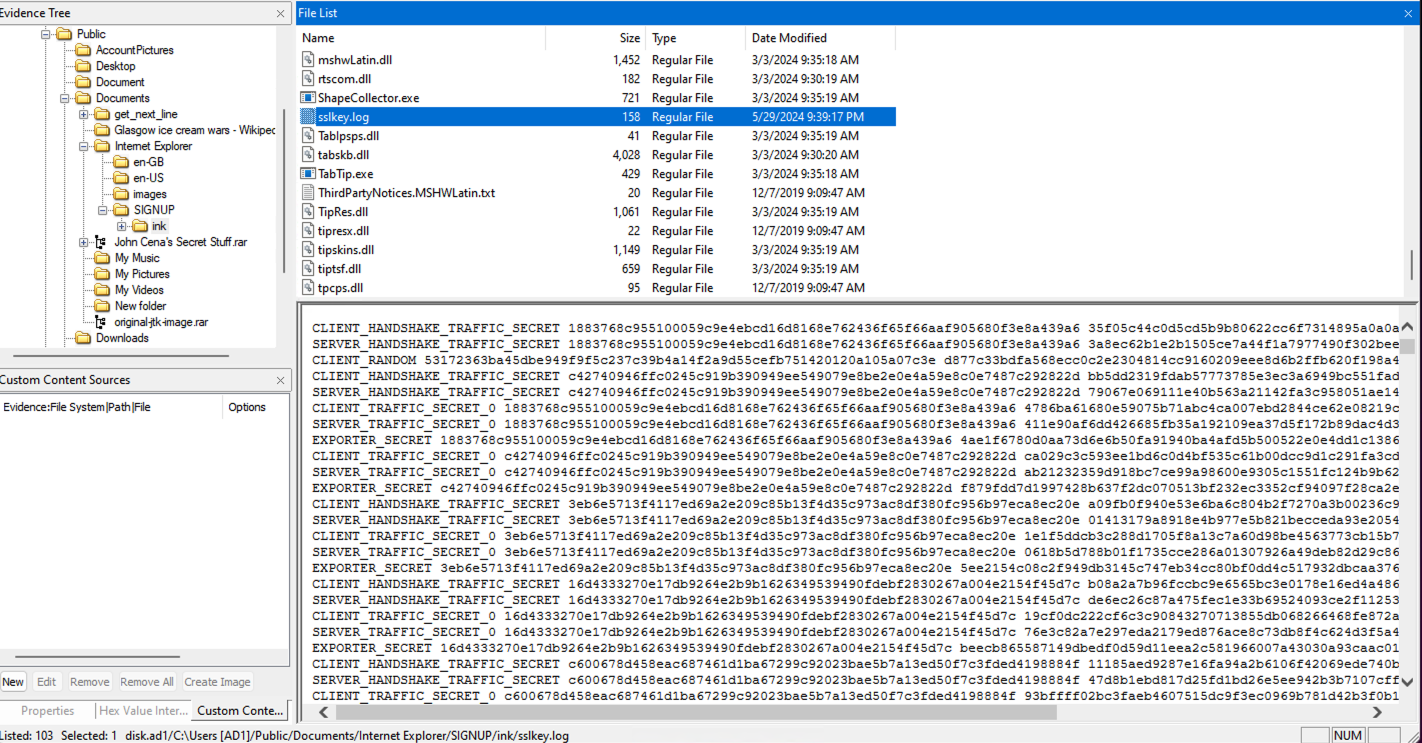 Evidence Tree
Public
AccountPictures
Desktop
Document
Documents
get_next_line
Glasgow ice cream wars - Wikipec
Internet Explorer
en-GB
en-US
images
SIGNUP
ink
John Cena's Secret Stuff.rar
My Music
My Pictures
My Videos
New folder
original-jtk-image.rar
Downloads
Custom Content Sources
Evidence:File System|Path|File Options
New Edit Remove Remove All Create Image
Properties Hex Value Inter... Custom Conte...
File List
Name Size Type Date Modified
mshwLatin.dll 1,452 Regular File 3/3/2024 9:35:18 AM
rtscom.dll 182 Regular File 3/3/2024 9:30:19 AM
ShapeCollector.exe 721 Regular File 3/3/2024 9:35:19 AM
sslkey.log 158 Regular File 5/29/2024 9:39:17 PM
TabIpsps.dll 41 Regular File 3/3/2024 9:35:19 AM
tabskb.dll 4,028 Regular File 3/3/2024 9:30:20 AM
TabTip.exe 429 Regular File 3/3/2024 9:35:19 AM
ThirdPartyNotices.MSHWLatin.txt 20 Regular File 12/7/2019 9:09:47 AM
TipRes.dll 1,061 Regular File 3/3/2024 9:35:19 AM
tipresx.dll 22 Regular File 12/7/2019 9:09:47 AM
tipskins.dll 1,149 Regular File 3/3/2024 9:35:19 AM
tiptsf.dll 659 Regular File 3/3/2024 9:35:19 AM
tpcps.dll 95 Regular File 12/7/2019 9:09:47 AM
CLIENT_HANDSHAKE_TRAFFIC_SECRET 1883768c955100059c9e4ebcd16d8168e762436f65f66aaf905680f3e8a439a6 35f05c44c0d5cd5b9b80622cc6f7314895a0a0a
SERVER_HANDSHAKE_TRAFFIC_SECRET 1883768c955100059c9e4ebcd16d8168e762436f65f66aaf905680f3e8a439a6 3a8ec62b1e2b1505ce7a44f1a7977490f302bee
CLIENT_RANDOM 53172363ba45dbe949f9f5c237c39b4a14f2a9d55cefb751420120a105a07c3e d877c33bdfa568ecc0c2e2304814cc9160209eee8d6b2ffb620f198a4
CLIENT_HANDSHAKE_TRAFFIC_SECRET c42740946ffc0245c919b390949ee549079e8be2e0e4a59e8c0e7487c292822d bb5dd2319fdab57773785e3ec3a6949bc551fad
SERVER_HANDSHAKE_TRAFFIC_SECRET c42740946ffc0245c919b390949ee549079e8be2e0e4a59e8c0e7487c292822d 79067e069111e40b563a21142fa3c958051ae14
CLIENT_TRAFFIC_SECRET_0 1883768c955100059c9e4ebcd16d8168e762436f65f66aaf905680f3e8a439a6 4786ba61680e59075b71abc4ca007ebd2844ce62e08219c
SERVER_TRAFFIC_SECRET_0 1883768c955100059c9e4ebcd16d8168e762436f65f66aaf905680f3e8a439a6 411e90af6dd426685fb35a192109ea37d5f172b89dac4d3
EXPORTER_SECRET 1883768c955100059c9e4ebcd16d8168e762436f65f66aaf905680f3e8a439a6 4ae1f6780d0aa73d6e6b50fa91940ba4afd5b500522e0e4dd1c1386
CLIENT_TRAFFIC_SECRET_0 c42740946ffc0245c919b390949ee549079e8be2e0e4a59e8c0e7487c292822d ca029c3c593ee1bd6c0d4bf535c61b00dcc9d1c291fa3cd
SERVER_TRAFFIC_SECRET_0 c42740946ffc0245c919b390949ee549079e8be2e0e4a59e8c0e7487c292822d ab21232359d918bc7ce99a98600e9305c1551fc124b9b62
EXPORTER_SECRET c42740946ffc0245c919b390949ee549079e8be2e0e4a59e8c0e7487c292822d f879fdd7d1997428b637f2dc070513bf232ec3352cf94097f28ca2e
CLIENT_HANDSHAKE_TRAFFIC_SECRET 3eb6e5713f4117ed69a2e209c85b13f4d35c973ac8df380fc956b97eca8ec20e a09fb0f940e53e6ba6c804b2f7270a3b00236c9
SERVER_HANDSHAKE_TRAFFIC_SECRET 3eb6e5713f4117ed69a2e209c85b13f4d35c973ac8df380fc956b97eca8ec20e 01413179a8918e4b977e5b821becceda93e2054
CLIENT_TRAFFIC_SECRET_0 3eb6e5713f4117ed69a2e209c85b13f4d35c973ac8df380fc956b97eca8ec20e 1e1f5ddcb3c288d1705f8a13c7a60d98be4563773cb15b7
SERVER_TRAFFIC_SECRET_0 3eb6e5713f4117ed69a2e209c85b13f4d35c973ac8df380fc956b97eca8ec20e 0618b5d788b01f1735cce286a01307926a49deb82d29c86
EXPORTER_SECRET 3eb6e5713f4117ed69a2e209c85b13f4d35c973ac8df380fc956b97eca8ec20e 5ee2154c08c2f949db3145c747eb34cc80bf0dd4c517932dbcaa376
CLIENT_HANDSHAKE_TRAFFIC_SECRET 16d4333270e17db9264e2b9b1626349539490fdebf2830267a004e2154f45d7c b08a2a7b96fccbc9e6565bc3e0178e16ed4a486
SERVER_HANDSHAKE_TRAFFIC_SECRET 16d4333270e17db9264e2b9b1626349539490fdebf2830267a004e2154f45d7c de6ec26c87a475fec1e33b69524093ce2f11253
CLIENT_TRAFFIC_SECRET_0 16d4333270e17db9264e2b9b1626349539490fdebf2830267a004e2154f45d7c 19cf0dc222cf6c3c90843270713855db068266468fe872a
SERVER_TRAFFIC_SECRET_0 16d4333270e17db9264e2b9b1626349539490fdebf2830267a004e2154f45d7c 76e3c82a7e297eda2179ed876ace8c73db8f4c624d3f5a4
EXPORTER_SECRET 16d4333270e17db9264e2b9b1626349539490fdebf2830267a004e2154f45d7c beecb865587149dbedf0d59d11eea2c581966007a43030a93caac01
CLIENT_HANDSHAKE_TRAFFIC_SECRET c600678d458eac687461d1ba67299c92023bae5b7a13ed50f7c3fded4198884f 11185aed9287e16fa94a2b6106f42069ede740b
SERVER_HANDSHAKE_TRAFFIC_SECRET c600678d458eac687461d1ba67299c92023bae5b7a13ed50f7c3fded4198884f 47d8b1ebd817d25fd1bd26e5ee942b3b7107cff
CLIENT_TRAFFIC_SECRET_0 c600678d458eac687461d1ba67299c92023bae5b7a13ed50f7c3fded4198884f 93bffff02bc3faeb4607515dc9f3ec0969b781d42b3f0b1
Listed: 103 Selected: 1 disk.ad1/C:\Users [AD1]/Public/Documents/Internet Explorer/SIGNUP/ink/sslkey.log
NUM